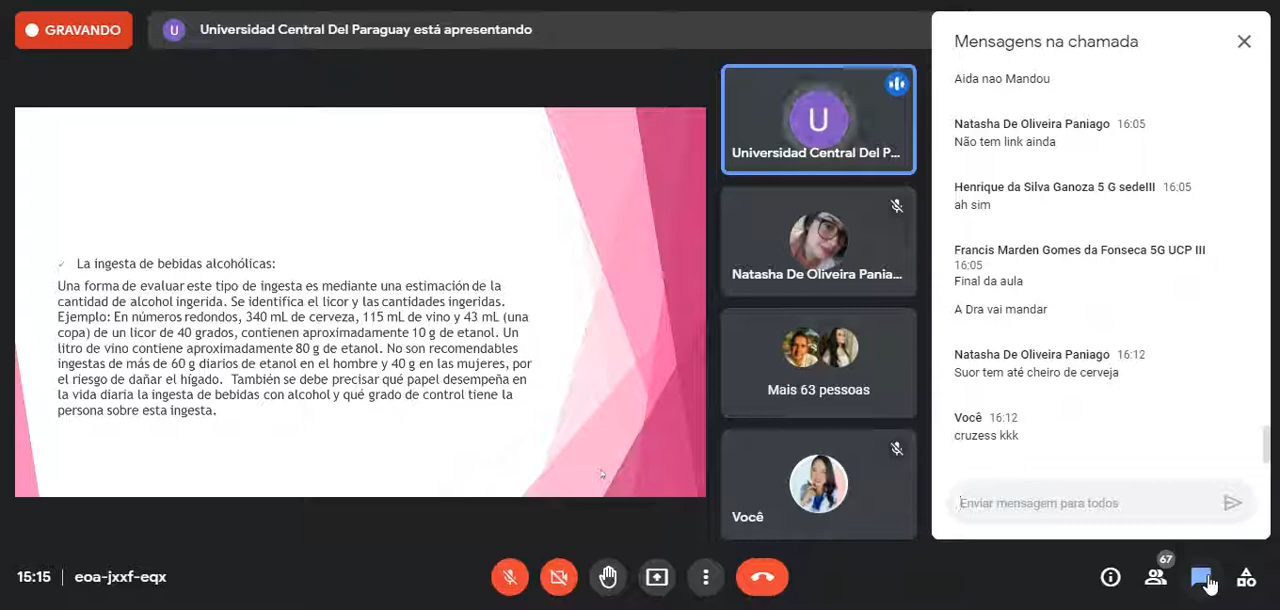 GRAVANDO
U
Universidad Central Del Paraguay está apresentando
✓ La ingesta de bebidas alcohólicas:
Una forma de evaluar este tipo de ingesta es mediante una estimación de la
cantidad de alcohol ingerida. Se identifica el licor y las cantidades ingeridas.
Ejemplo: En números redondos, 340 mL de cerveza, 115 mL de vino y 43 mL (una
copa) de un licor de 40 grados, contienen aproximadamente 10 g de etanol. Un
litro de vino contiene aproximadamente 80 g de etanol. No son recomendables
ingestas de más de 60 g diarios de etanol en el hombre y 40 g en las mujeres, por
el riesgo de dañar el hígado. También se debe precisar qué papel desempeña en
la vida diaria la ingesta de bebidas con alcohol y qué grado de control tiene la
persona sobre esta ingesta.
U
Universidad Central Del P...
Natasha De Oliveira Pania...
Mais 63 pessoas
Você
Mensagens na chamada
Aida nao Mandou
Natasha De Oliveira Paniago 16:05
Não tem link ainda
Henrique da Silva Ganoza 5 G sedeIII 16:05
ah sim
Francis Marden Gomes da Fonseca 5G UCP III
16:05
Final da aula
A Dra vai mandar
Natasha De Oliveira Paniago 16:12
Suor tem até cheiro de cerveja
Você 16:12
cruzess kkk
Enviar mensagem para todos
15:15 | eoa-jxxf-eqx
67